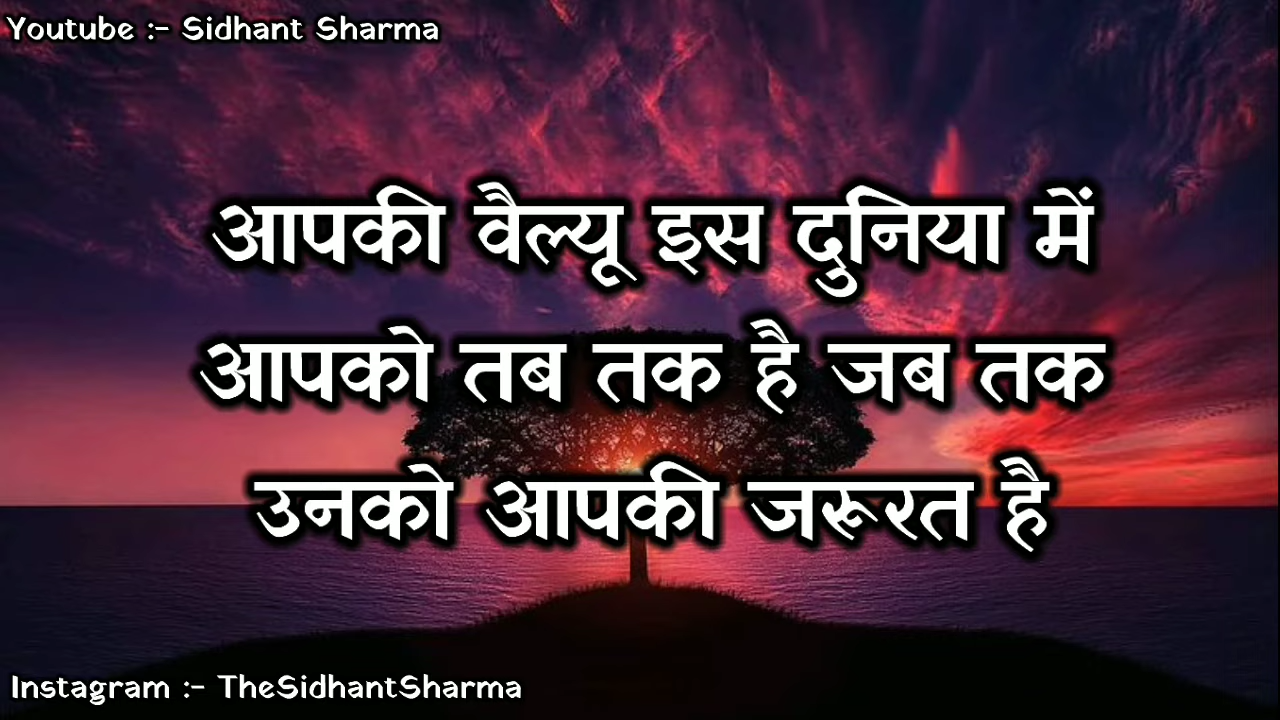 Youtube :- Sidhant Sharma
आपकी वैल्यू इस दुनिया में
आपको तब तक है जब तक
उनको आपकी जरूरत है
Instagram :- TheSidhantSharma